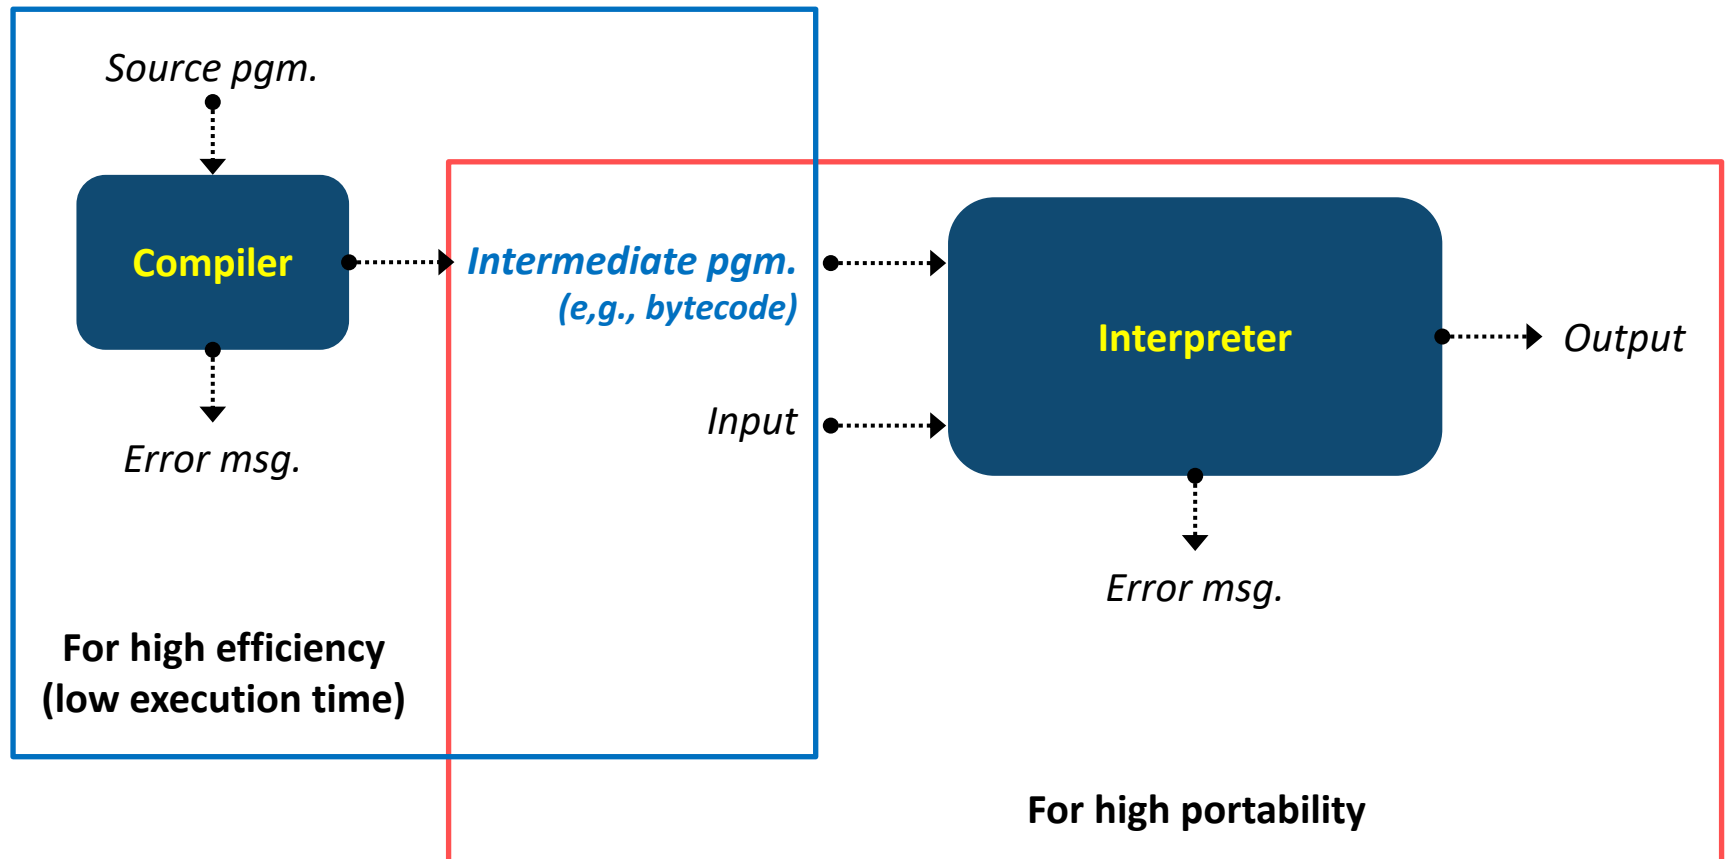 Source pgm.
Compiler
Error msg.
For high efficiency
(low execution time)
Intermediate pgm.
(e,g., bytecode)
Input
Interpreter
Output
Error msg.
For high portability